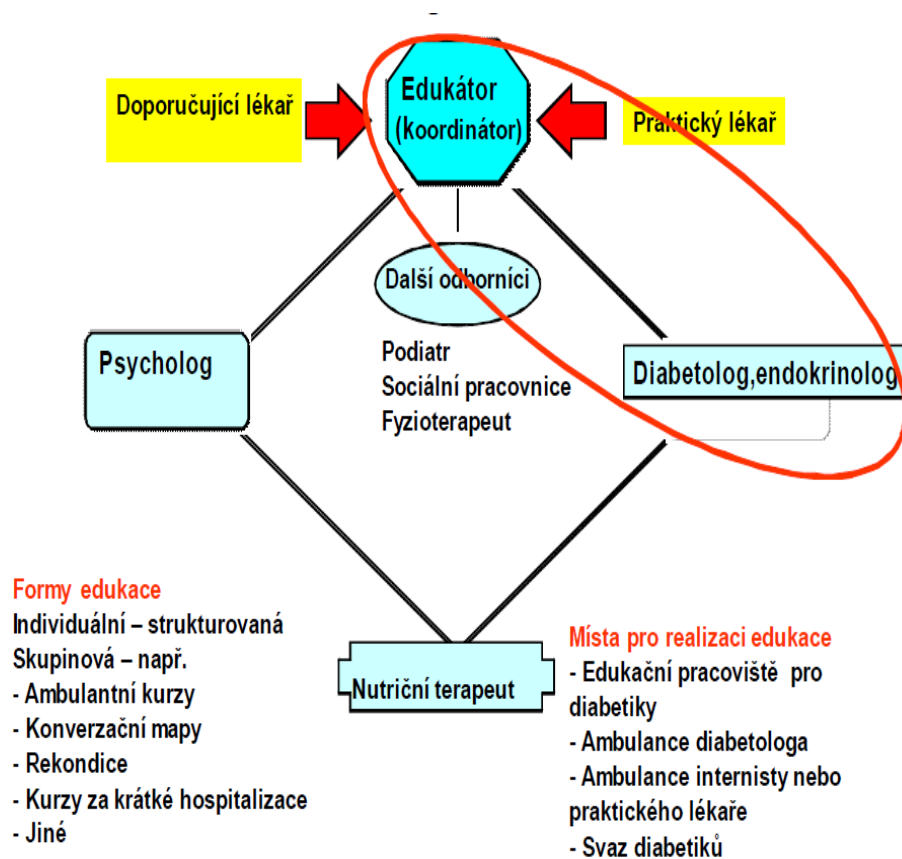 Doporučující lékař
Edukátor
(koordinátor)
Praktický lékař
Další odborníci
Podiatr
Sociální pracovnice
Fyzioterapeut
Psycholog
Diabetolog,endokrinolog
Formy edukace
Individuální – strukturovaná
Skupinová – např.
- Ambulantní kurzy
- Konverzační mapy
- Rekondice
- Kurzy za krátké hospitalizace
- Jiné
Nutriční terapeut
Místa pro realizaci edukace
- Edukační pracoviště pro
diabetiky
- Ambulance diabetologa
- Ambulance internisty nebo
praktického lékaře
- Svaz diabetiků